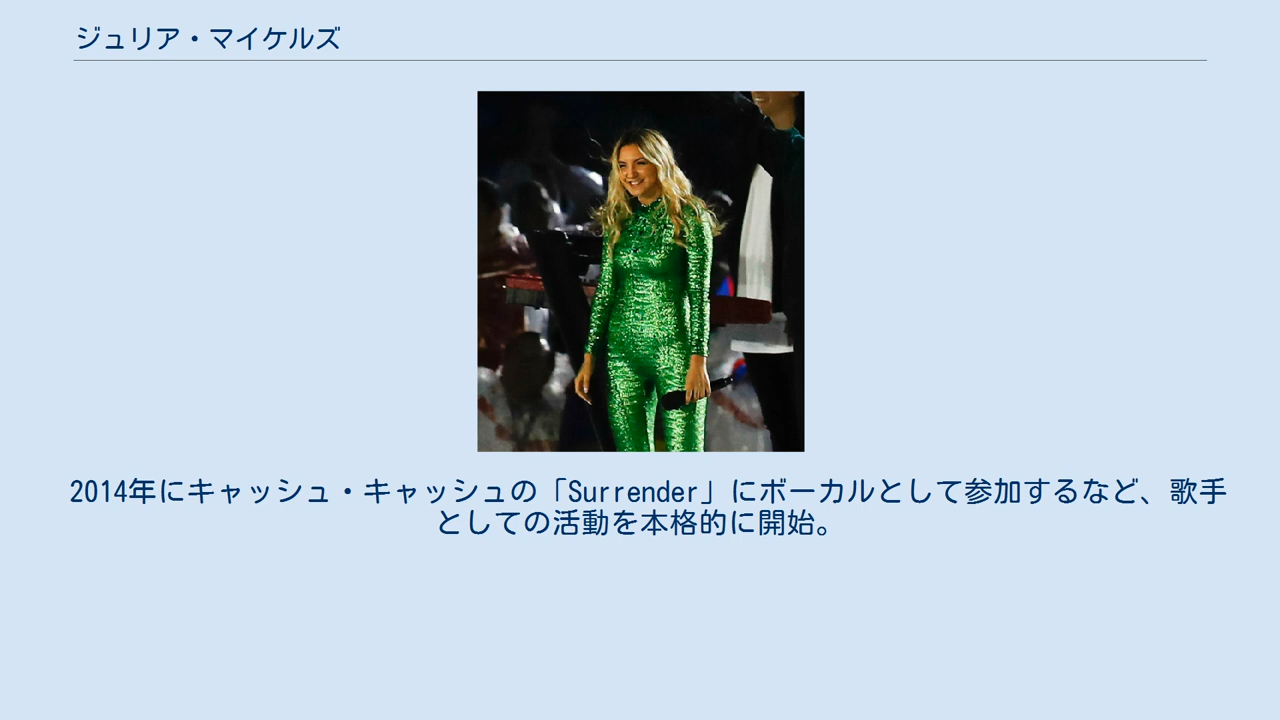 ジュリア・マイケルズ
2014年にキャッシュ・キャッシュの「Surrender」にボーカルとして参加するなど、歌手
としての活動を本格的に開始。